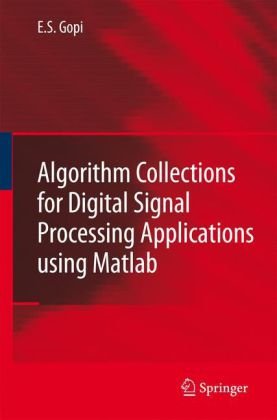 E.S. Gopi
Algorithm Collections
for Digital Signal
Processing Applications
using Matlab
Springer